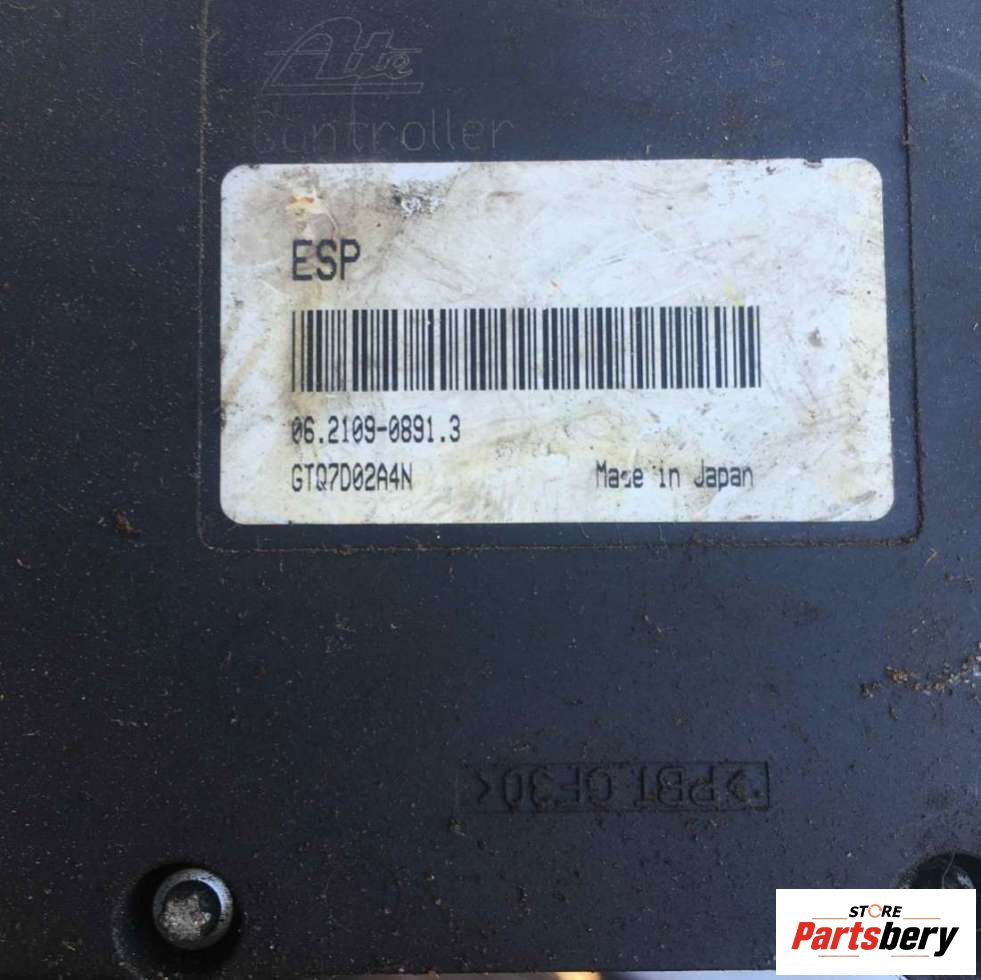 Ate
Controller
ESP
06.2109-0891.3
GTQ7D02A4N
Made in Japan
>PBT GF30<
STORE
Partsbery